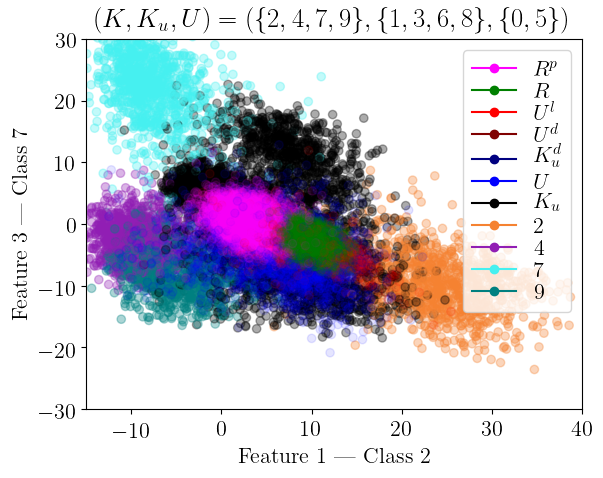 (K, K_u, U) = ({2, 4, 7, 9}, {1, 3, 6, 8}, {0, 5})
30
20
10
0
−10
−20
−30
Feature 3 — Class 7
R^p
R
U^l
U^d
K_u^d
U
K_u
2
4
7
9
−10
0
10
20
30
40
Feature 1 — Class 2